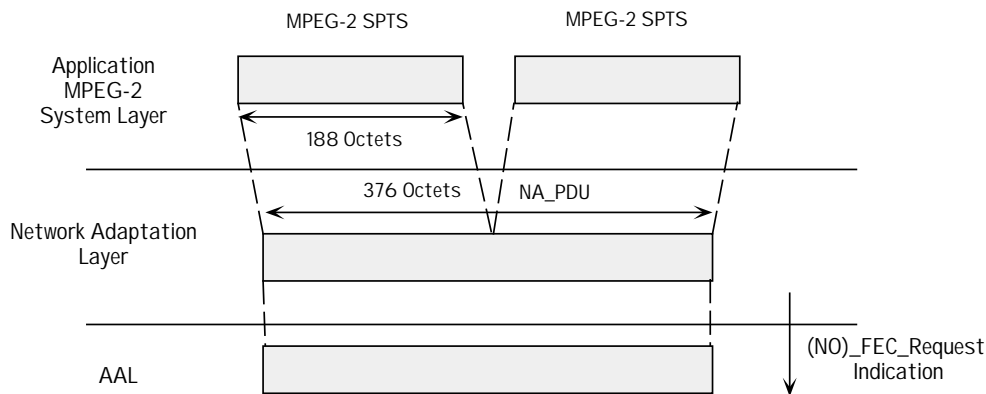 MPEG-2 SPTS
MPEG-2 SPTS
Application
MPEG-2
System Layer
188 Octets
376 Octets
NA_PDU
Network Adaptation
Layer
(NO)_FEC_Request
Indication
AAL